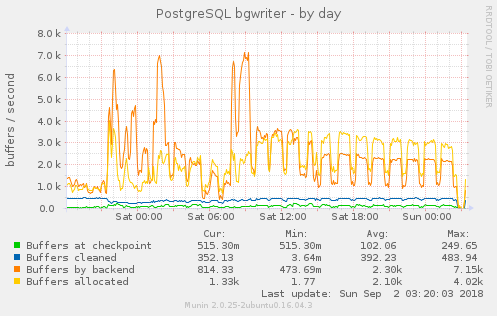 PostgreSQL bgwriter - by day
RRDTOOL / TOBI OETIKER
buffers / second
8.0 k
7.0 k
6.0 k
5.0 k
4.0 k
3.0 k
2.0 k
1.0 k
0.0
Sat 00:00 Sat 06:00 Sat 12:00 Sat 18:00 Sun 00:00
Cur: Min: Avg: Max:
Buffers at checkpoint 515.30m 515.30m 102.06 249.65
Buffers cleaned 352.13 3.64m 392.23 483.94
Buffers by backend 814.33 473.69m 2.30k 7.15k
Buffers allocated 1.33k 1.77 2.10k 4.02k
Last update: Sun Sep 2 03:20:03 2018
Munin 2.0.25-2ubuntu0.16.04.3